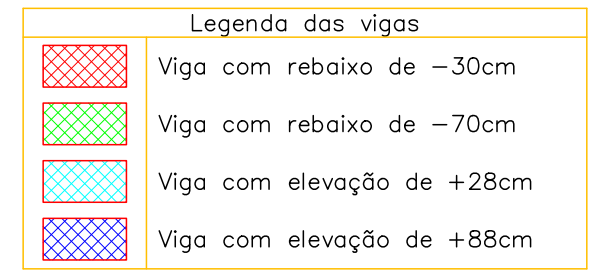 Legenda das vigas
Viga com rebaixo de -30cm
Viga com rebaixo de -70cm
Viga com elevação de +28cm
Viga com elevação de +88cm